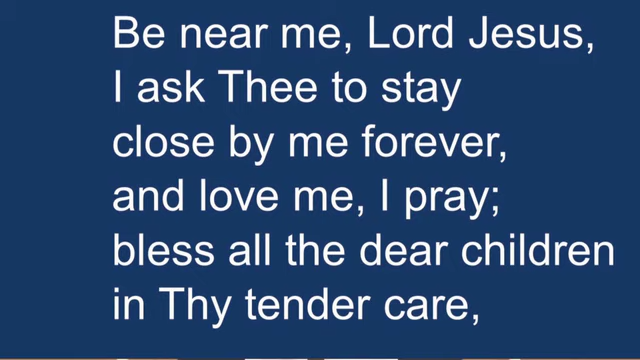 Be near me, Lord Jesus,
I ask Thee to stay
close by me forever,
and love me, I pray;
bless all the dear children
in Thy tender care,